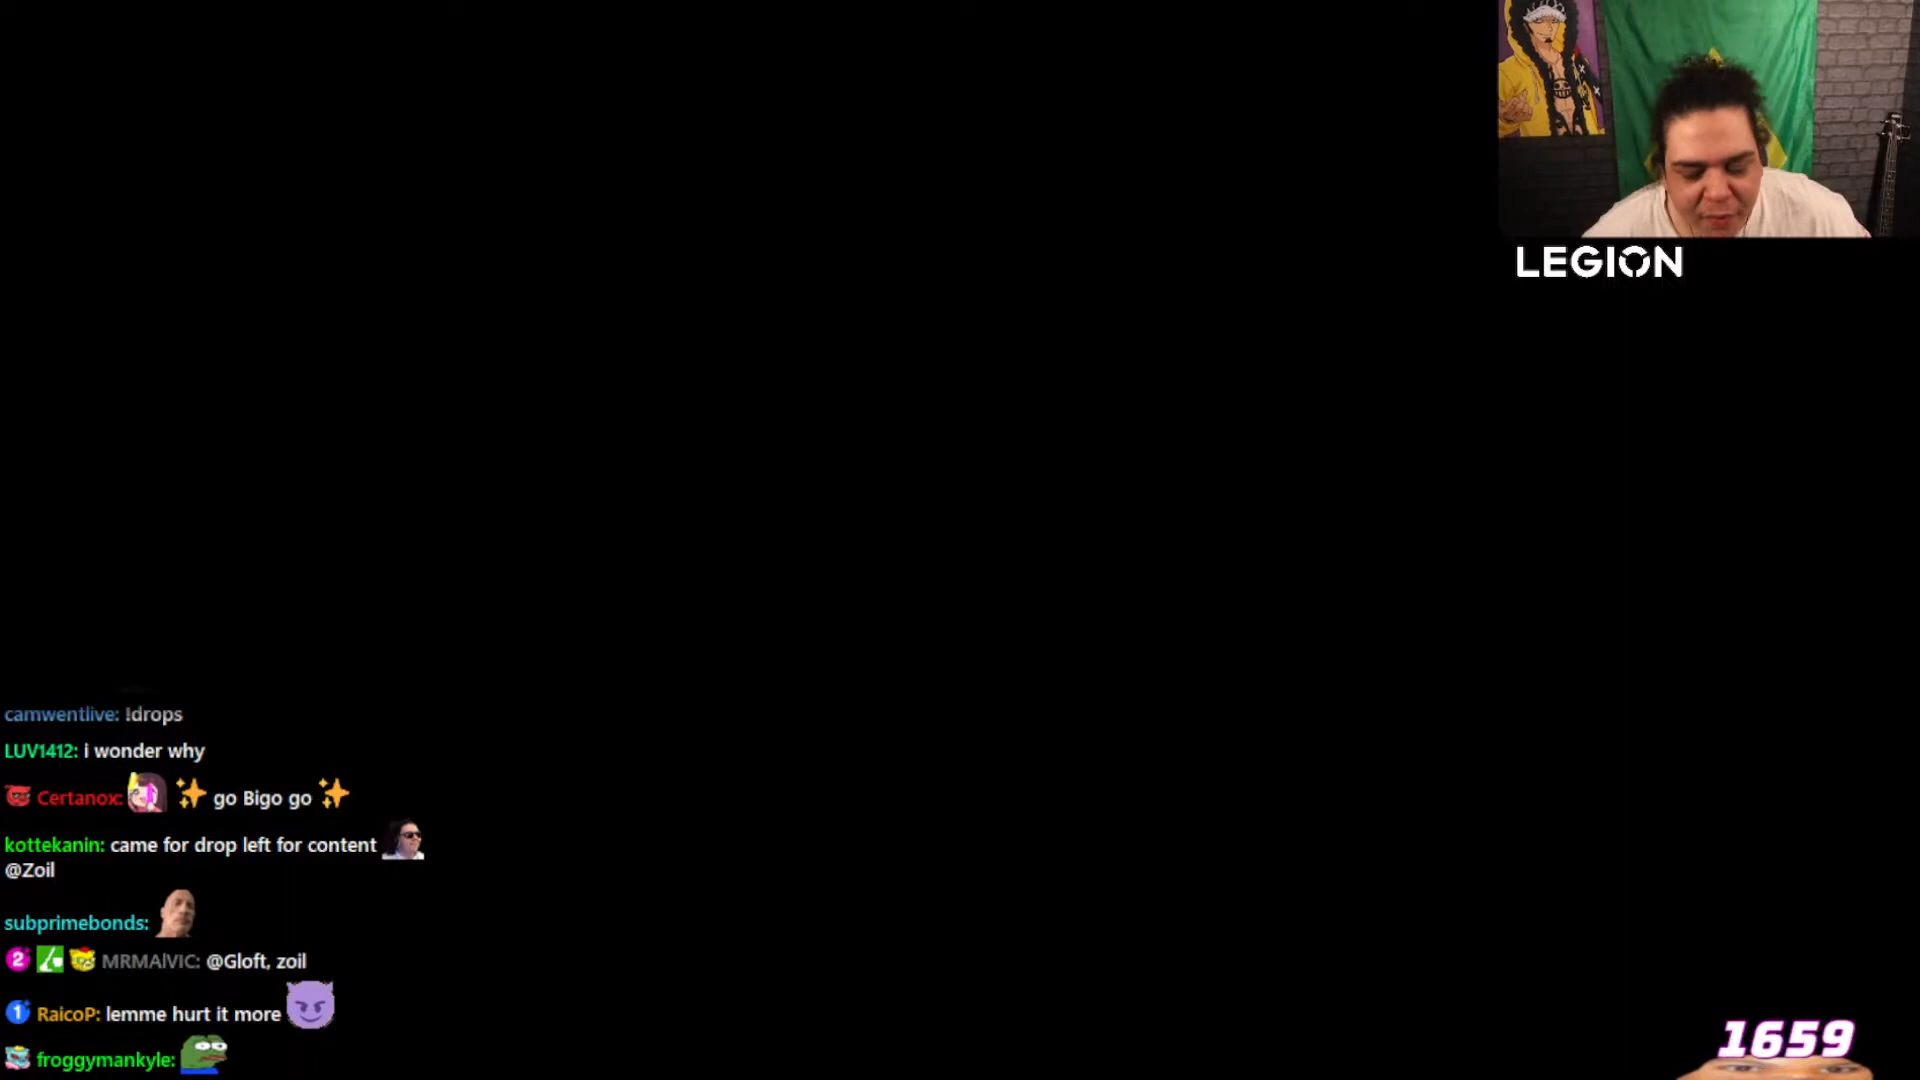 LEGION
camwentlive: !drops
LUV1412: i wonder why
Certanox: go Bigo go
kottekanin: came for drop left for content
@Zoil
subprimebonds:
2 MRMAlVIC: @Gloft, zoil
1 RaicoP: lemme hurt it more
froggymankyle:
1659